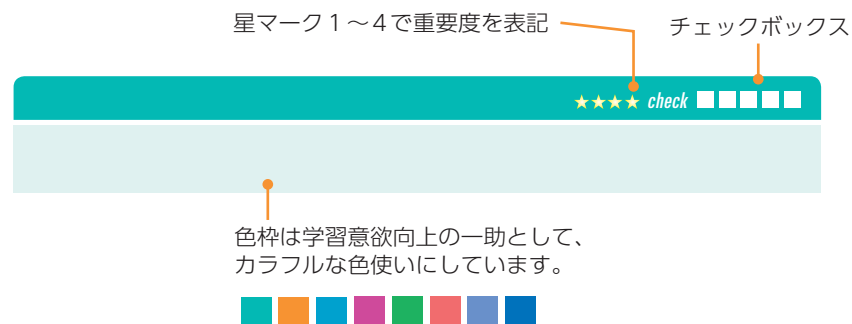 星マーク1〜4で重要度を表記
チェックボックス
★★★★ check □□□□□
色枠は学習意欲向上の一助として、
カラフルな色使いにしています。